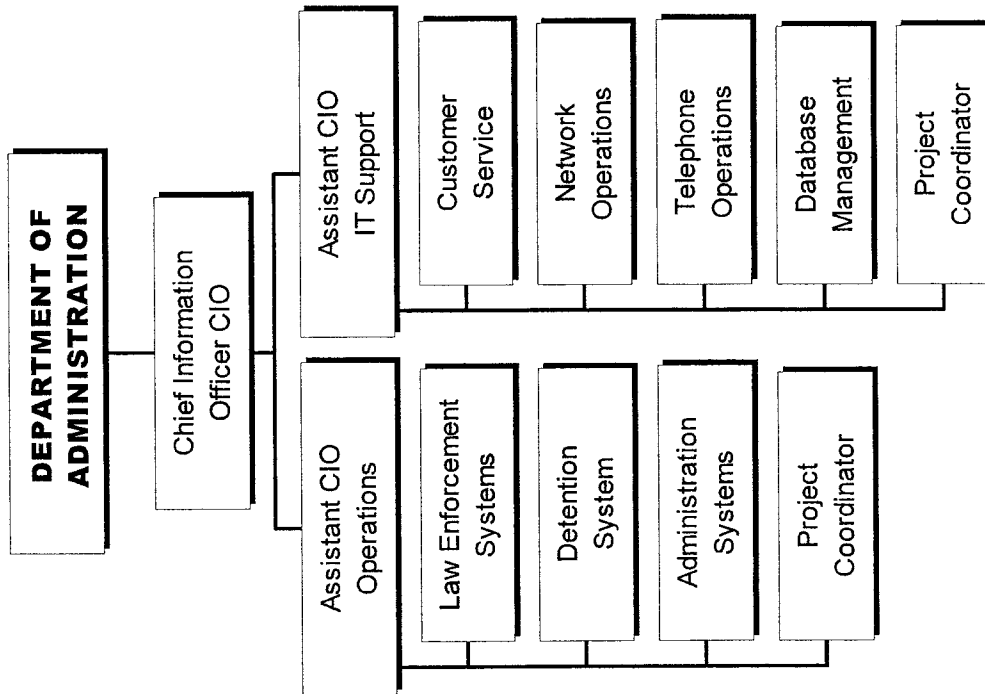 DEPARTMENT OF
ADMINISTRATION
Chief Information
Officer CIO
Assistant CIO
Operations
Law Enforcement
Systems
Detention
System
Administration
Systems
Project
Coordinator
Assistant CIO
IT Support
Customer
Service
Network
Operations
Telephone
Operations
Database
Management
Project
Coordinator